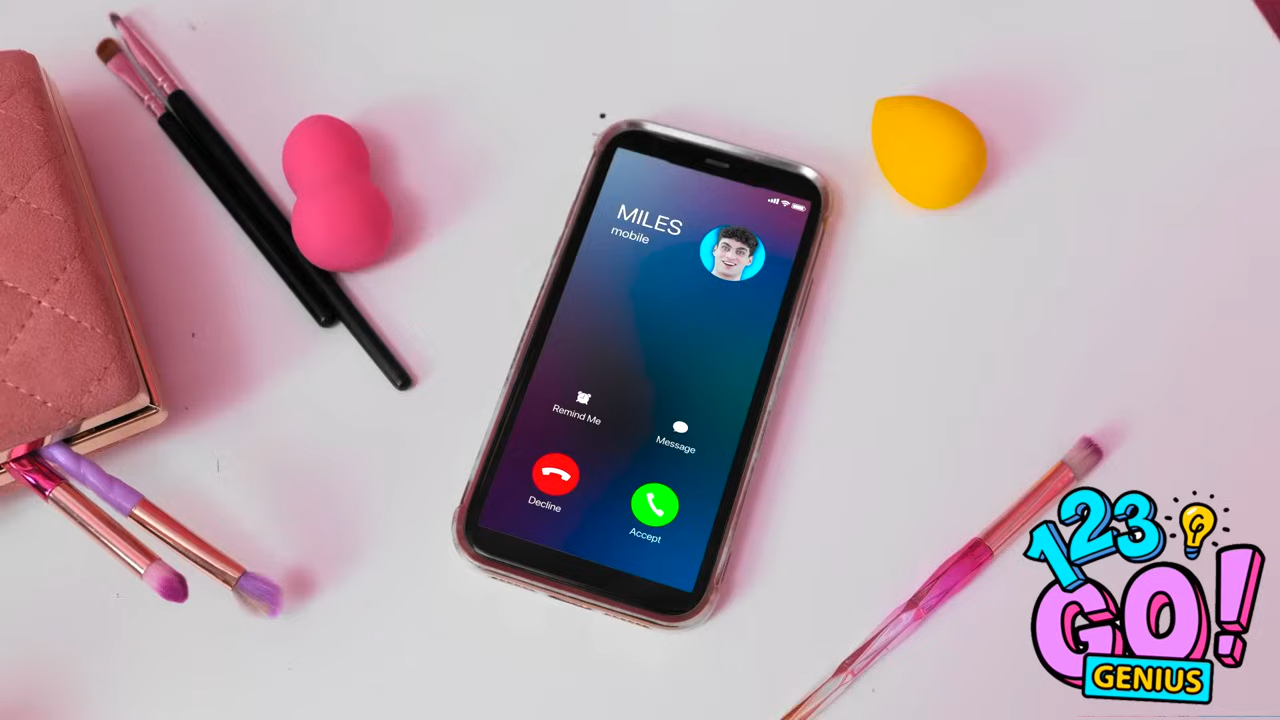 MILES
mobile
Remind Me
Message
Decline
Accept
123
GO!
GENIUS